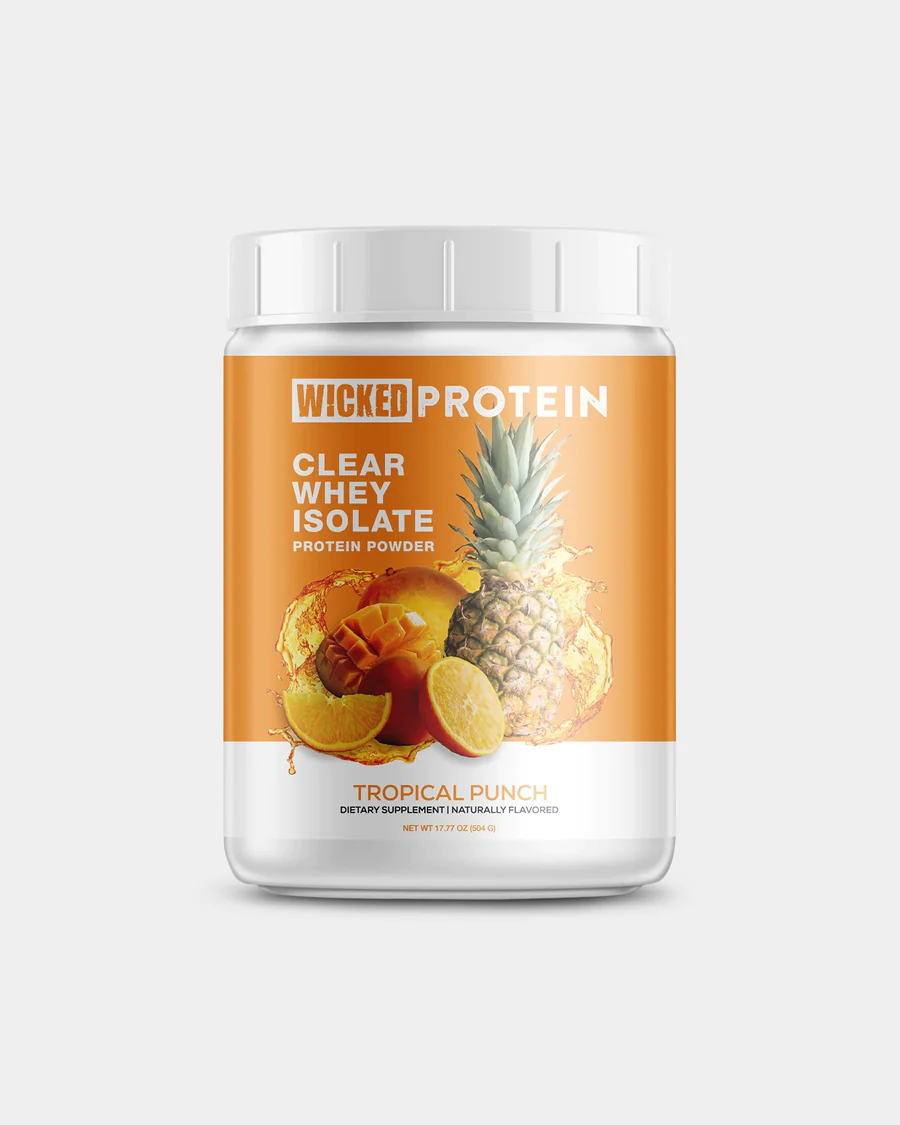 WICKED PROTEIN
CLEAR
WHEY
ISOLATE
PROTEIN POWDER
TROPICAL PUNCH
DIETARY SUPPLEMENT | NATURALLY FLAVORED
NET WT 17.77 OZ (504 G)